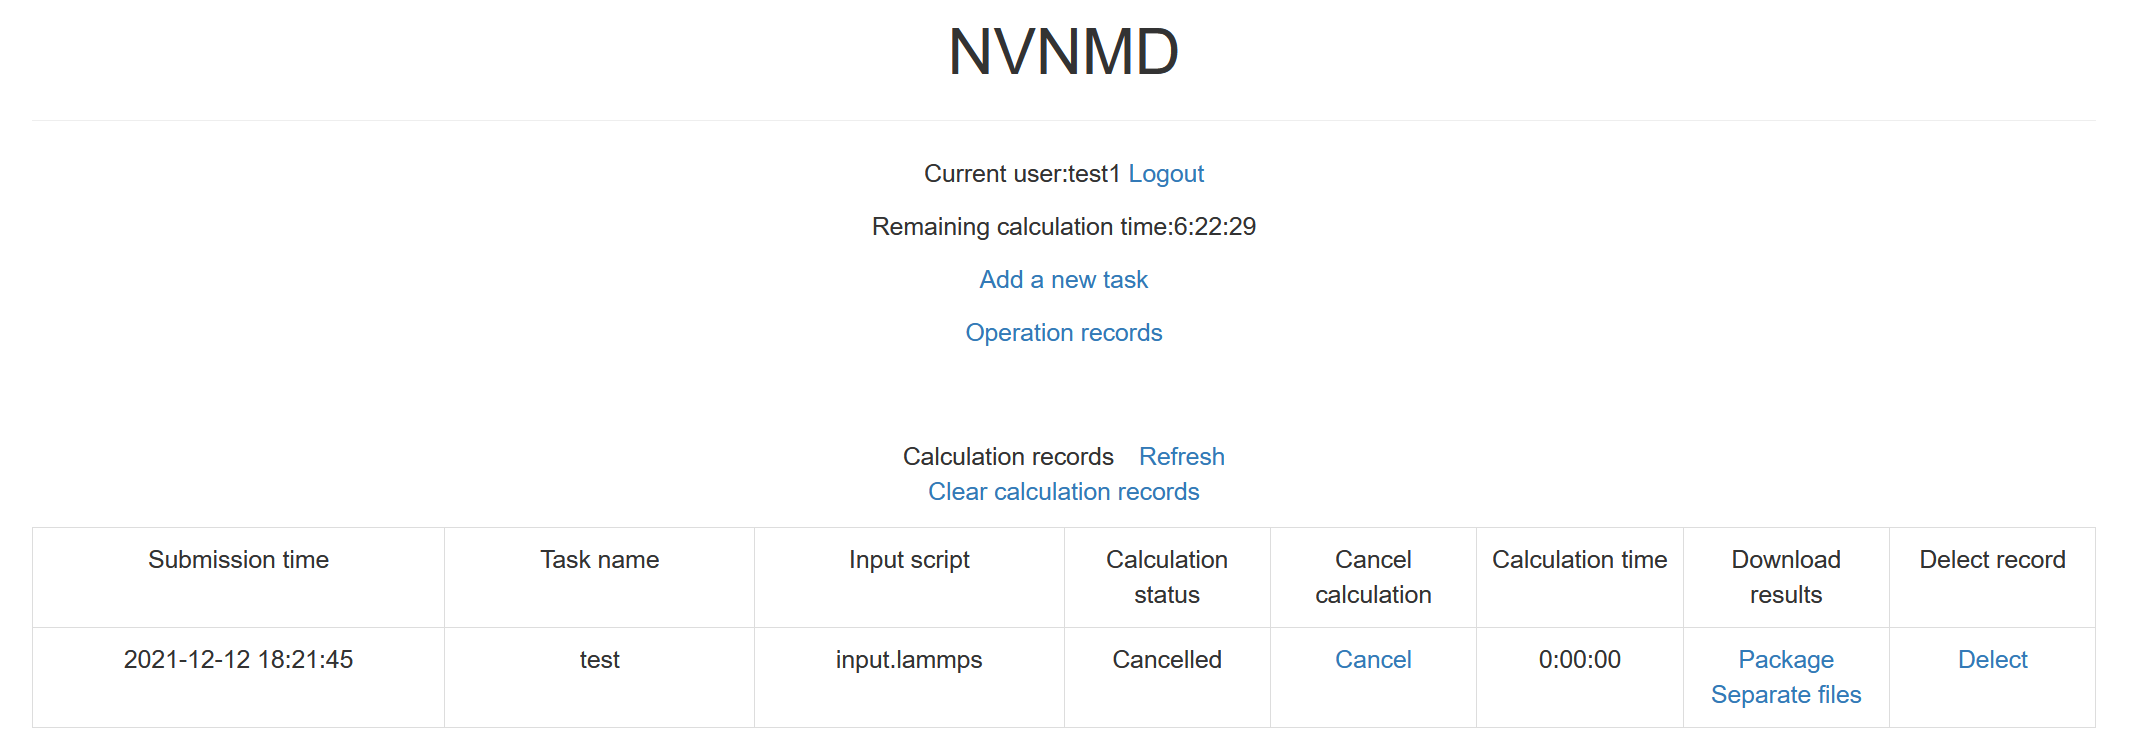 NVNMD
Current user:test1 Logout
Remaining calculation time:6:22:29
Add a new task
Operation records
Calculation records Refresh
Clear calculation records
Submission time Task name Input script Calculation status Cancel calculation Calculation time Download results Delect record
2021-12-12 18:21:45 test input.lammps Cancelled Cancel 0:00:00 Package Separate files Delect